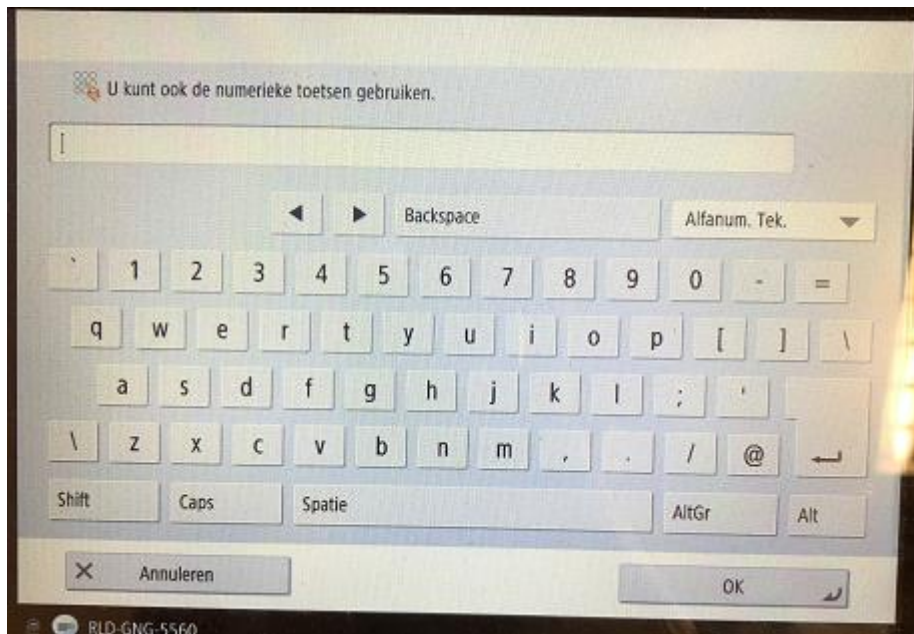 U kunt ook de numerieke toetsen gebruiken.
Backspace Alfanum. Tek.
` 1 2 3 4 5 6 7 8 9 0 - =
q w e r t y u i o p [ ] \
a s d f g h j k l ; '
\ z x c v b n m , . / @
Shift Caps Spatie AltGr Alt
Annuleren OK
RLD-GNG-5560